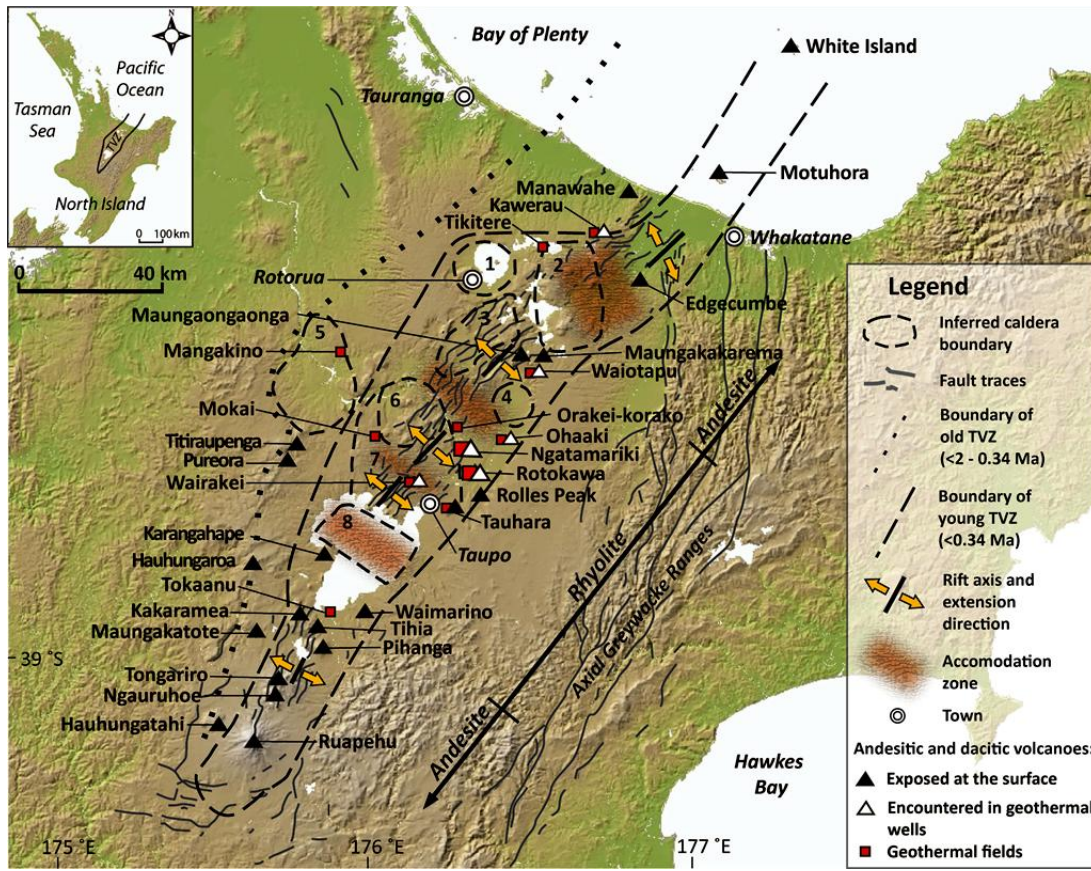 N
Pacific
Ocean
Tasman
Sea
TVZ
North Island
0 100km
Bay of Plenty
White Island
Tauranga
Motuhora
Manawahe
Kawerau
Tikitere
Whakatane
0 40 km
Rotorua
1
2
Edgecumbe
Maungaongaonga
3
5
Mangakino
Maungakakarema
Waiotapu
4
6
Mokai
Orakei-korako
Ohaaki
Ngatamariki
Titiraupenga
Pureora
7
Rotokawa
Wairakei
Rolles Peak
Tauhara
8
Taupo
Karangahape
Hauhungaroa
Tokaanu
Kakaramea
Waimarino
Maungakatote
Tihia
Pihanga
39 °S
Tongariro
Ngauruhoe
Hauhungatahi
Ruapehu
Andesite
Rhyolite
Andesite
Axial Greywacke Ranges
Hawkes
Bay
175 °E
176 °E
177 °E
Legend
Inferred caldera
boundary
Fault traces
Boundary of
old TVZ
(<2 - 0.34 Ma)
Boundary of
young TVZ
(<0.34 Ma)
Rift axis and
extension
direction
Accomodation
zone
Town
Andesitic and dacitic volcanoes:
Exposed at the surface
Encountered in geothermal
wells
Geothermal fields